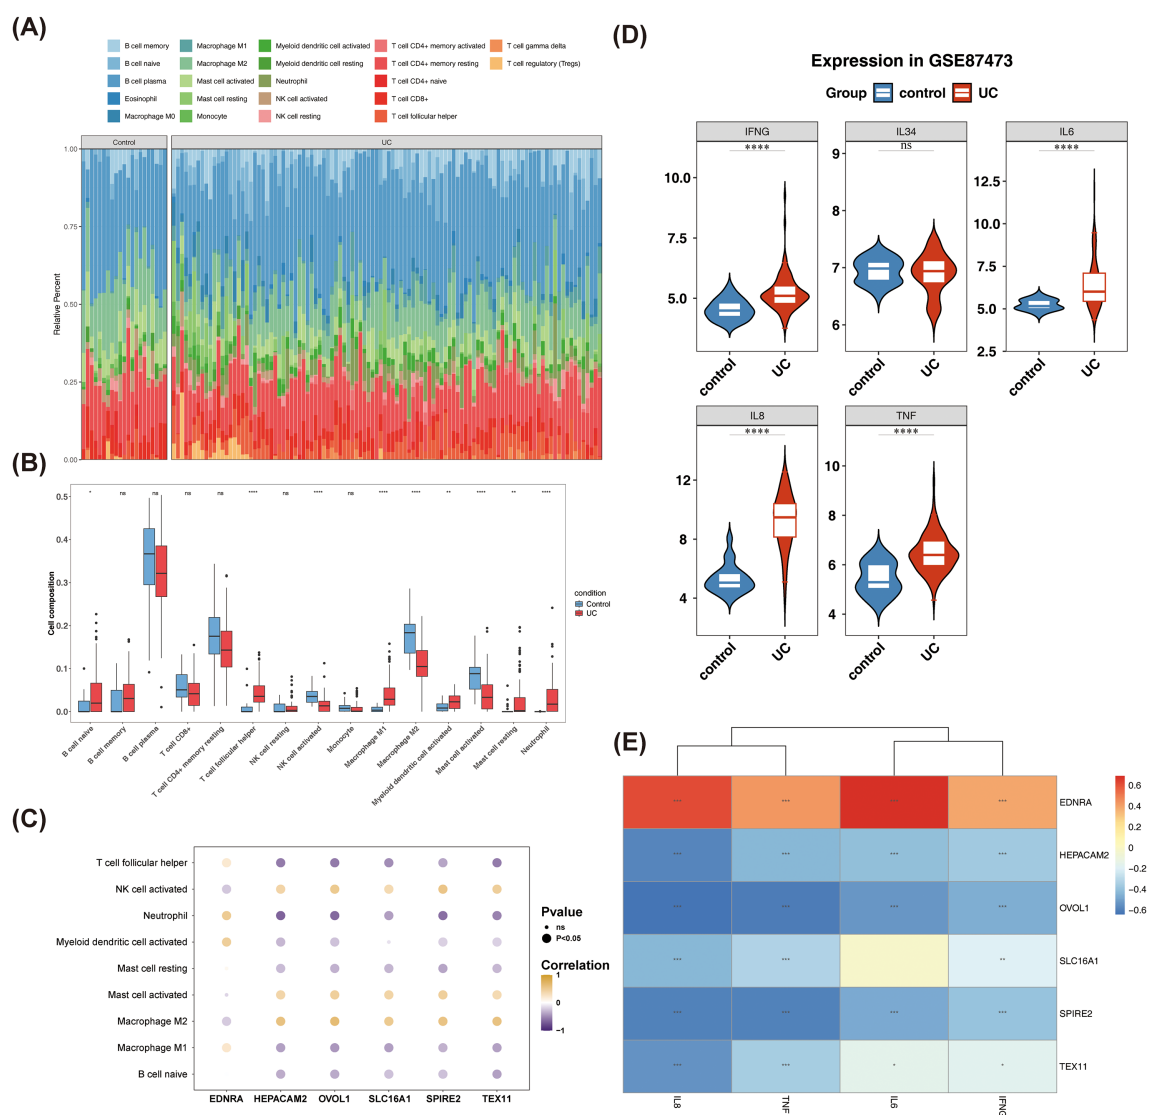 (A)
B cell memory
B cell naive
B cell plasma
Eosinophil
Macrophage M0
Macrophage M1
Macrophage M2
Mast cell activated
Mast cell resting
Monocyte
Myeloid dendritic cell activated
Myeloid dendritic cell resting
Neutrophil
NK cell activated
NK cell resting
T cell CD4+ memory activated
T cell CD4+ memory resting
T cell CD4+ naive
T cell CD8+
T cell follicular helper
T cell gamma delta
T cell regulatory (Tregs)
Control
UC
Relative Percent
1.00
0.75
0.50
0.25
0.00
(B)
Cell composition
0.5
0.4
0.3
0.2
0.1
0.0
* ns ns ns ns **** ns **** ns **** **** ** **** ** ****
condition
Control
UC
B cell naive
B cell memory
B cell plasma
T cell CD8+
T cell CD4+ memory resting
T cell follicular helper
NK cell resting
NK cell activated
Monocyte
Macrophage M1
Macrophage M2
Myeloid dendritic cell activated
Mast cell activated
Mast cell resting
Neutrophil
(C)
T cell follicular helper
NK cell activated
Neutrophil
Myeloid dendritic cell activated
Mast cell resting
Mast cell activated
Macrophage M2
Macrophage M1
B cell naive
EDNRA HEPACAM2 OVOL1 SLC16A1 SPIRE2 TEX11
Pvalue
ns
P<0.05
Correlation
1
0
−1
(D)
Expression in GSE87473
Group control UC
IFNG
****
10.0
7.5
5.0
control UC
IL34
ns
9
8
7
6
control UC
IL6
****
12.5
10.0
7.5
5.0
2.5
control UC
IL8
****
12
8
4
control UC
TNF
****
10
8
6
4
control UC
(E)
*** *** *** *** EDNRA
*** *** *** *** HEPACAM2
*** *** *** *** OVOL1
*** *** ** SLC16A1
*** *** *** *** SPIRE2
*** *** * * TEX11
IL8 TNF IL6 IFNG
0.6
0.4
0.2
0
−0.2
−0.4
−0.6